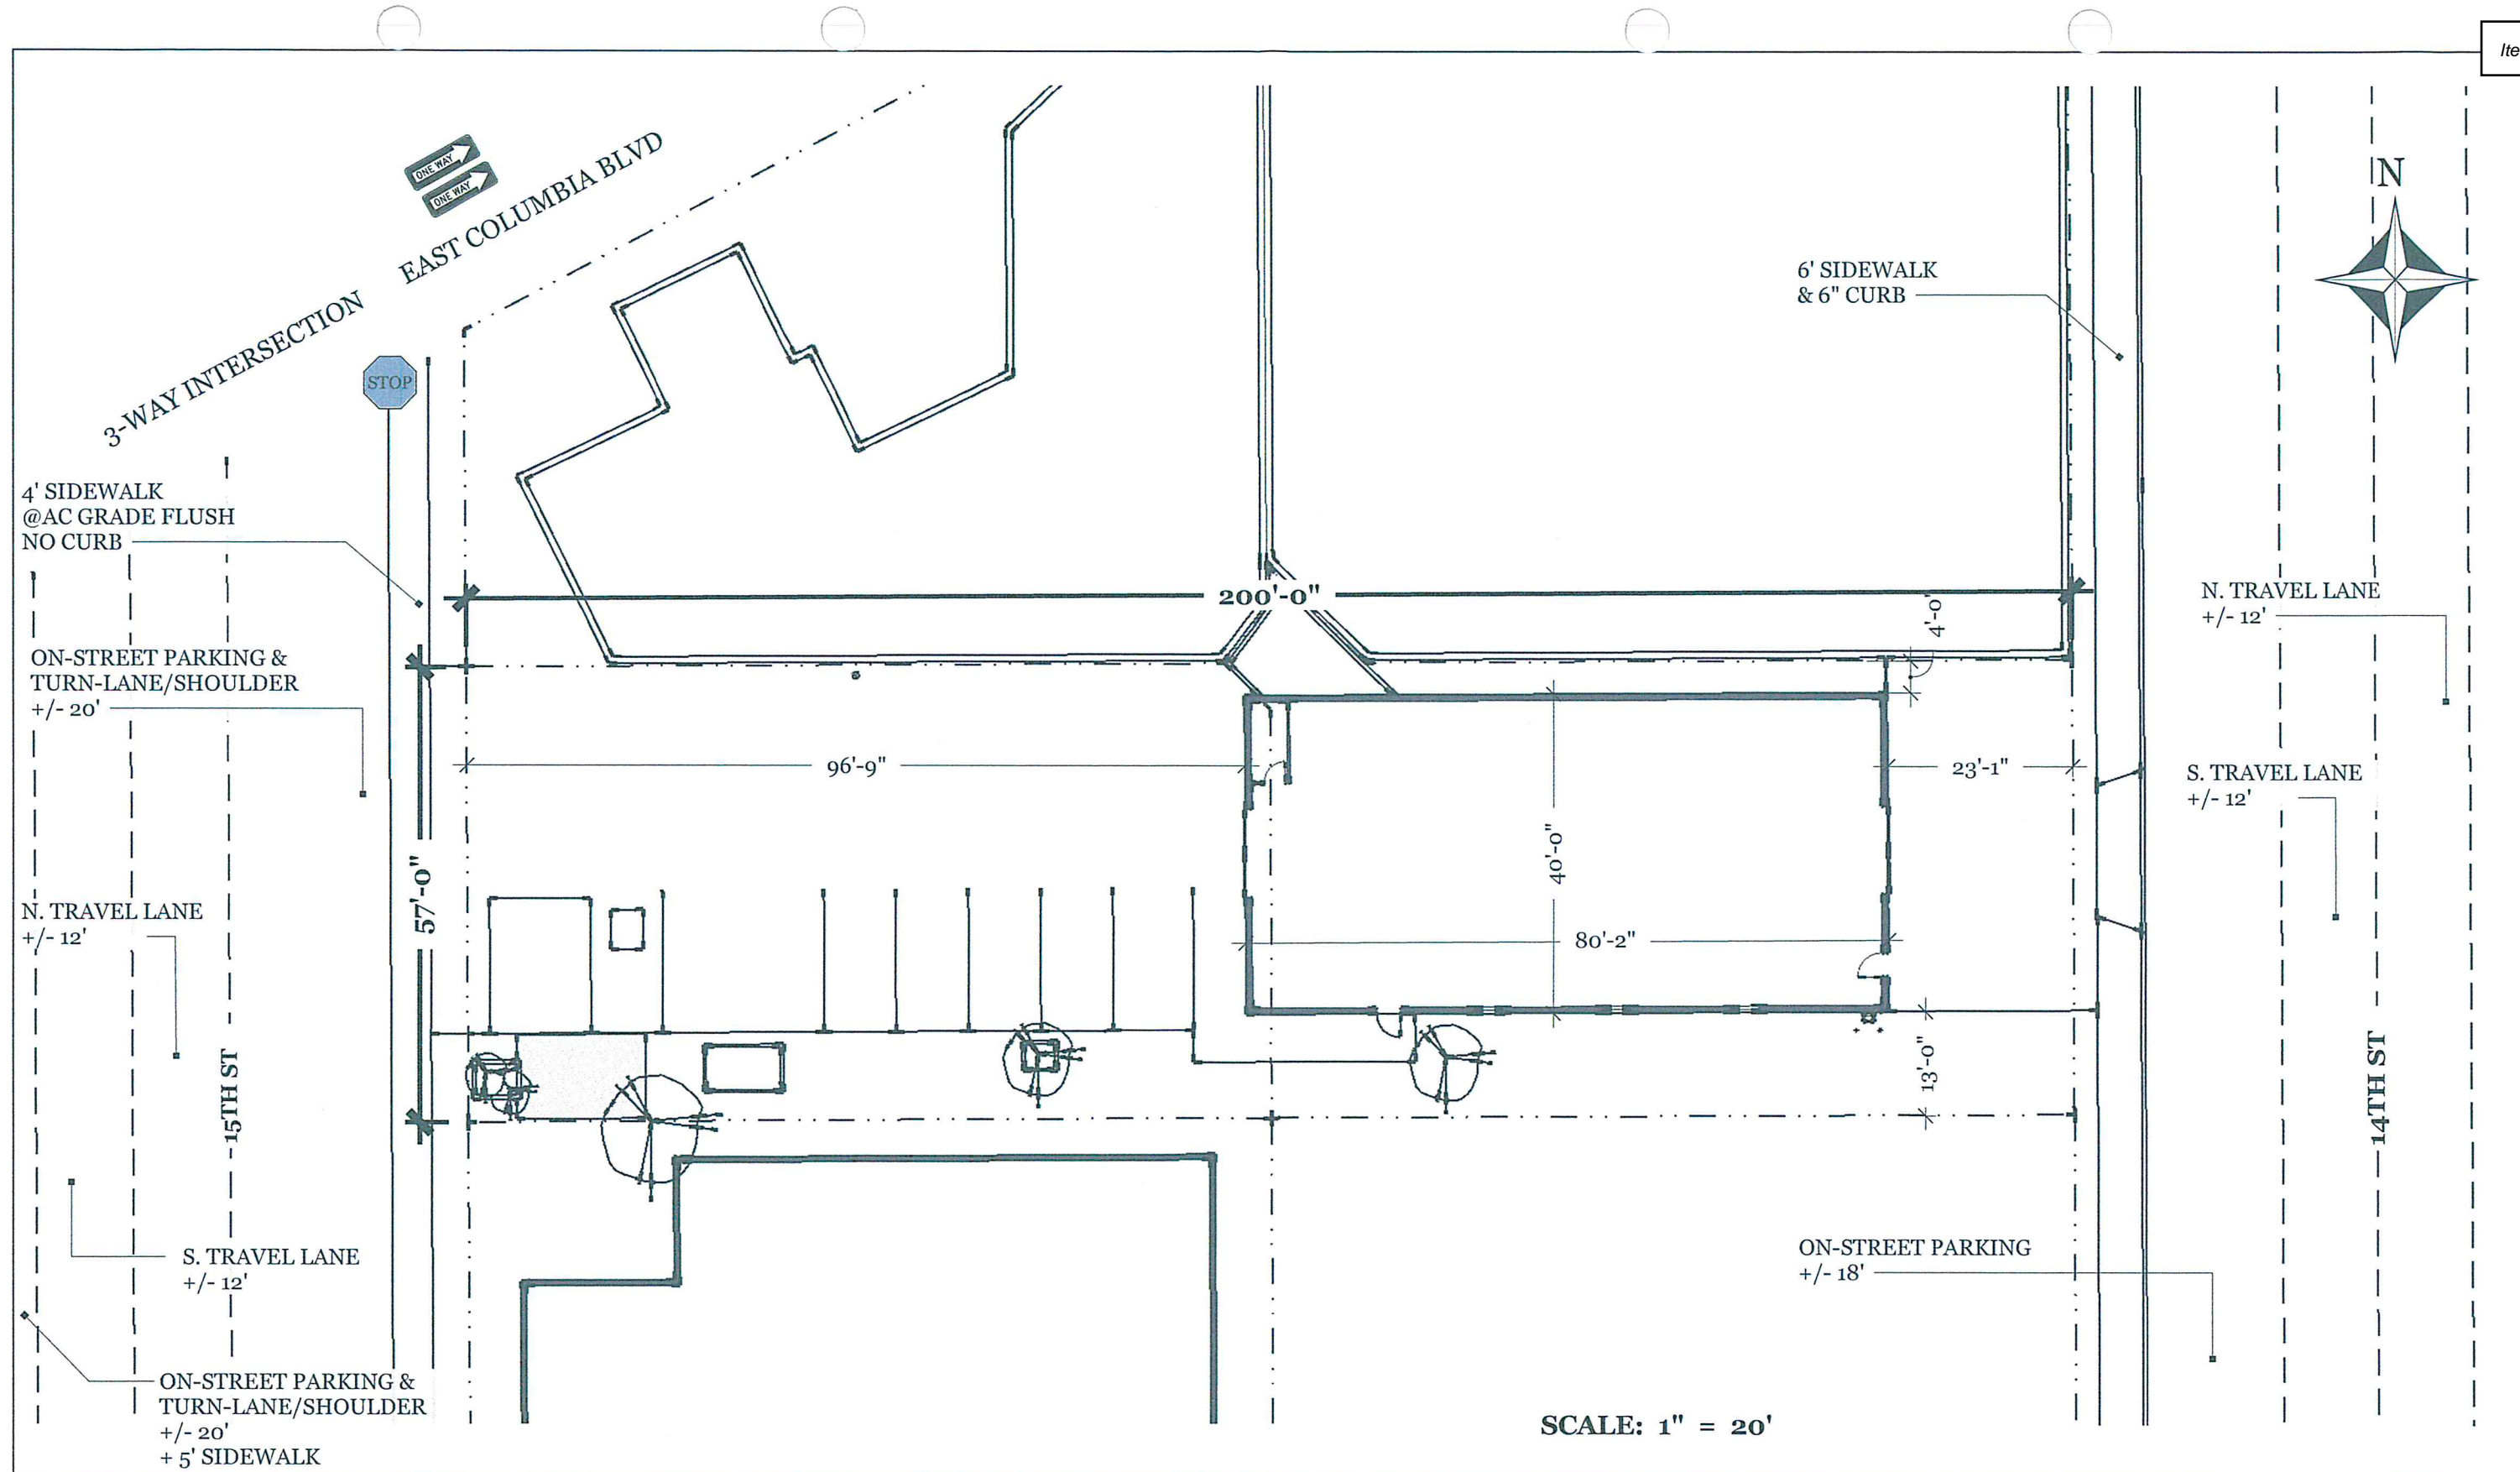 Ite
ONE WAY
ONE WAY
3-WAY INTERSECTION EAST COLUMBIA BLVD
N
6' SIDEWALK
& 6" CURB
STOP
4' SIDEWALK
@AC GRADE FLUSH
NO CURB
200'-0"
4'-0"
N. TRAVEL LANE
+/- 12'
ON-STREET PARKING &
TURN-LANE/SHOULDER
+/- 20'
96'-9"
23'-1"
S. TRAVEL LANE
+/- 12'
57'-0"
40'-0"
N. TRAVEL LANE
+/- 12'
80'-2"
15TH ST
13'-0"
14TH ST
S. TRAVEL LANE
+/- 12'
ON-STREET PARKING
+/- 18'
ON-STREET PARKING &
TURN-LANE/SHOULDER
+/- 20'
+ 5' SIDEWALK
SCALE: 1" = 20'